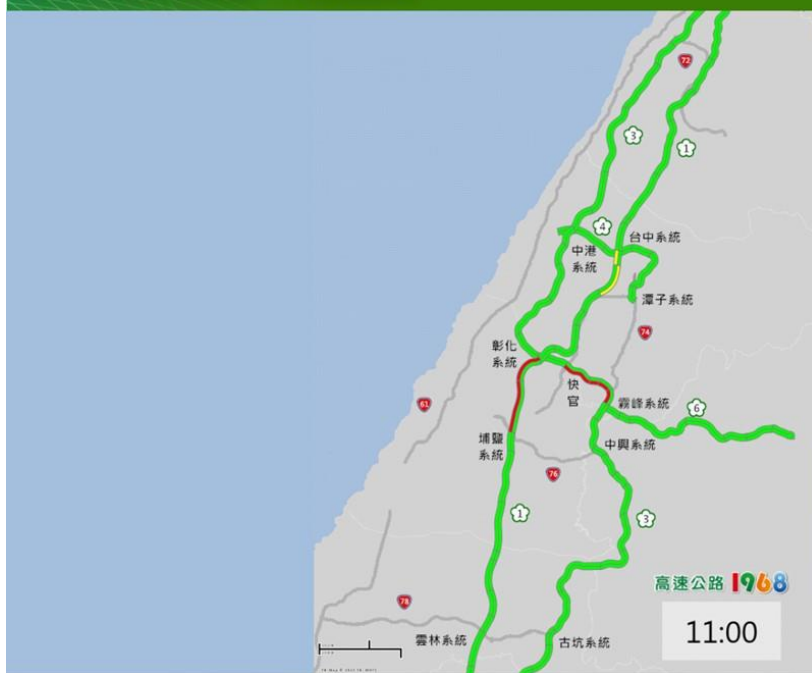 72
3
1
4
台中系統
中港
系統
潭子系統
74
彰化
系統
快
官
61
霧峰系統
6
埔鹽
系統
中興系統
76
1
3
高速公路 1968
78
11:00
雲林系統
古坑系統